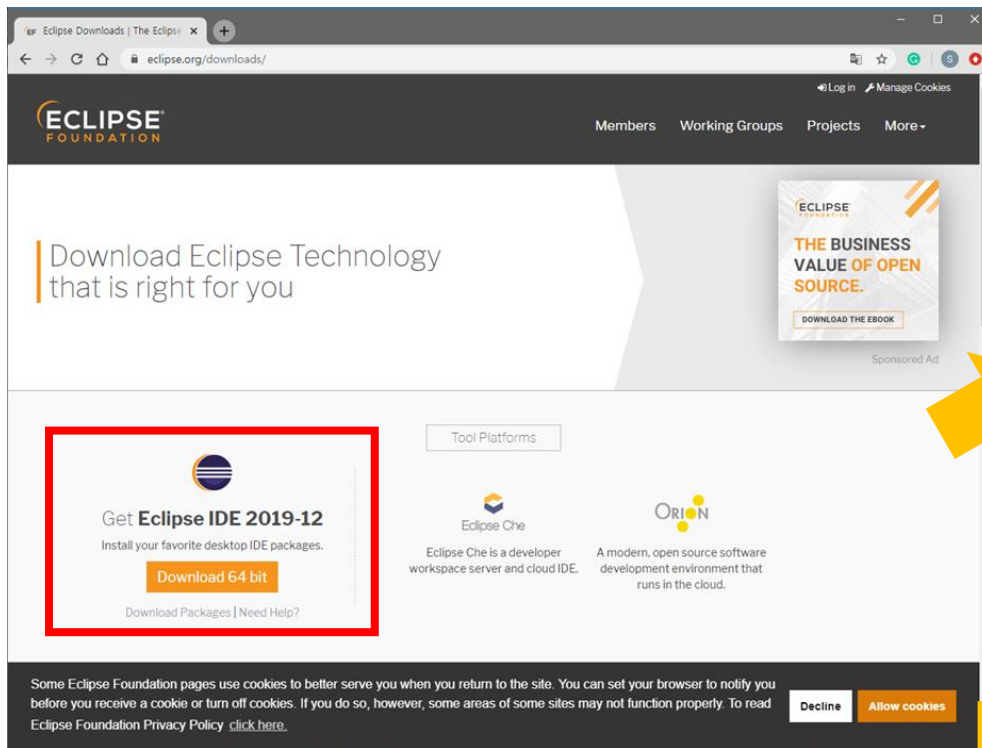 Eclipse Downloads | The Eclips
eclipse.org/downloads/
Log in Manage Cookies
ECLIPSE
FOUNDATION
Members Working Groups Projects More
ECLIPSE
FOUNDATION
THE BUSINESS
VALUE OF OPEN
SOURCE.
DOWNLOAD THE EBOOK
Sponsored Ad
Download Eclipse Technology
that is right for you
Tool Platforms
Get Eclipse IDE 2019-12
Install your favorite desktop IDE packages.
Download 64 bit
Download Packages | Need Help?
Eclipse Che
Eclipse Che is a developer
workspace server and cloud IDE.
ORION
A modern, open source software
development environment that
runs in the cloud.
Some Eclipse Foundation pages use cookies to better serve you when you return to the site. You can set your browser to notify you
before you receive a cookie or turn off cookies. If you do so, however, some areas of some sites may not function properly. To read
Eclipse Foundation Privacy Policy click here.
Decline Allow cookies